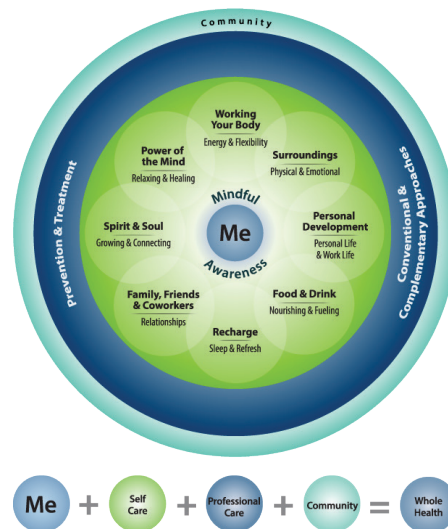 Community
Working
Your Body
Energy & Flexibility
Surroundings
Physical & Emotional
Personal
Development
Personal Life
& Work Life
Food & Drink
Nourishing & Fueling
Recharge
Sleep & Refresh
Family, Friends
& Coworkers
Relationships
Spirit & Soul
Growing & Connecting
Power of
the Mind
Relaxing & Healing
Mindful
Me
Awareness
Prevention & Treatment
Conventional &
Complementary Approaches
Me + Self Care + Professional Care + Community = Whole Health